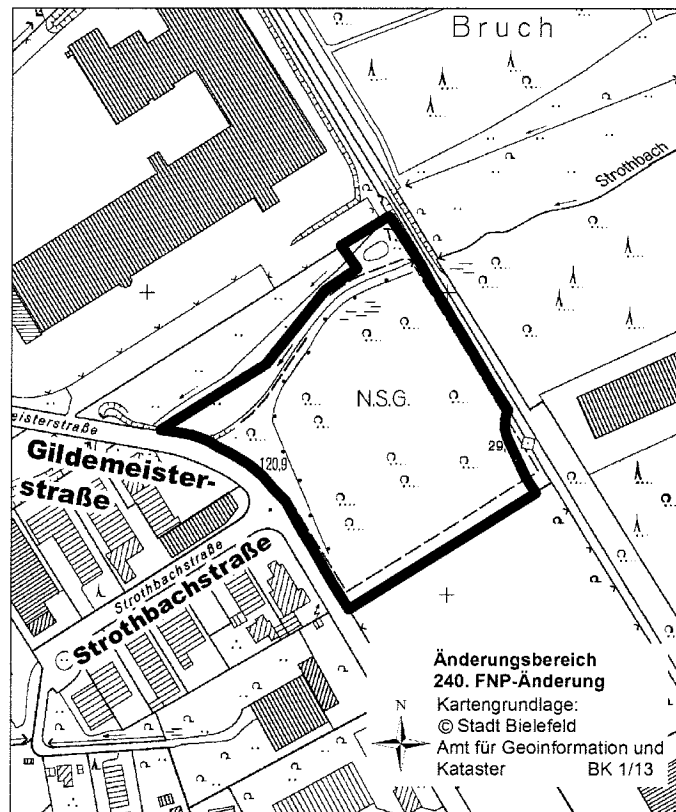 Bruch
Strothbach
N.S.G.
eisterstraße
Gildemeister-
straße
120,9
29,
Strothbachstraße
Strothbachstraße
Änderungsbereich
240. FNP-Änderung
N
Kartengrundlage:
© Stadt Bielefeld
Amt für Geoinformation und
Kataster BK 1/13